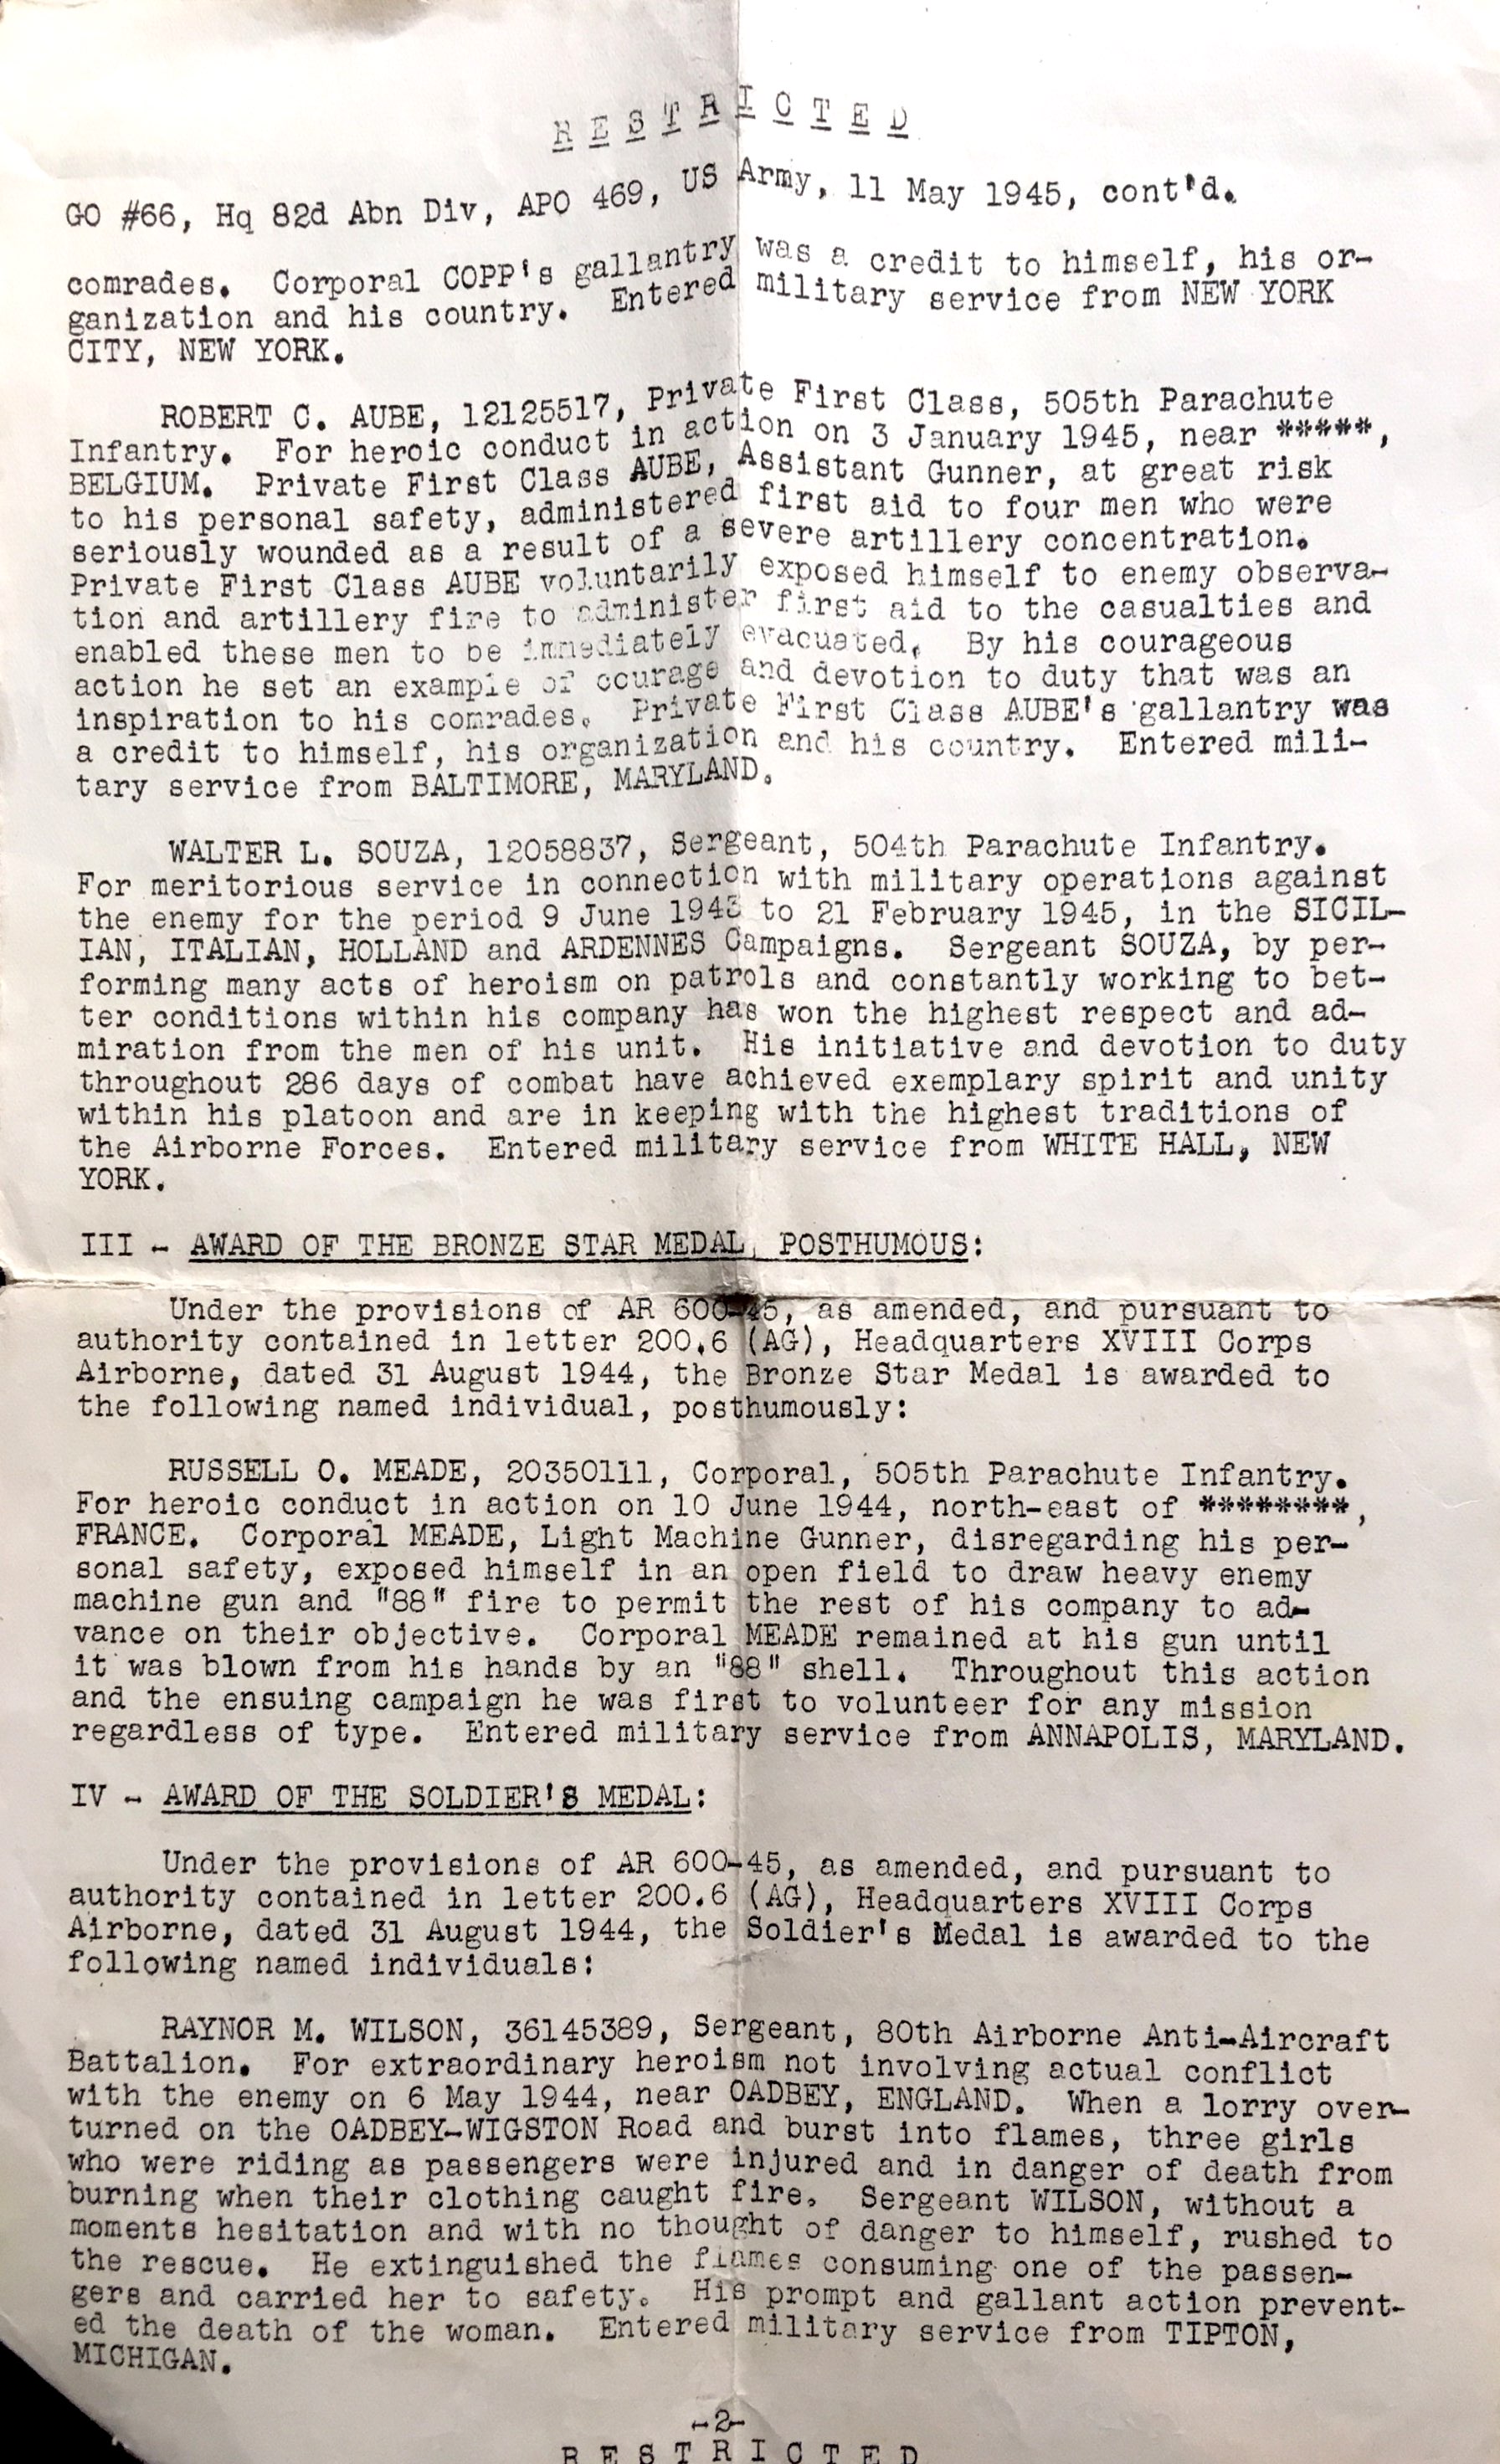 R E S T R I C T E D
GO #66, Hq 82d Abn Div, APO 469, US Army, 11 May 1945, cont'd.
comrades. Corporal COPP's gallantry was a credit to himself, his or-
ganization and his country. Entered military service from NEW YORK
CITY, NEW YORK.
ROBERT C. AUBE, 12125517, Private First Class, 505th Parachute
Infantry. For heroic conduct in action on 3 January 1945, near *****,
BELGIUM. Private First Class AUBE, Assistant Gunner, at great risk
to his personal safety, administered first aid to four men who were
seriously wounded as a result of a severe artillery concentration.
Private First Class AUBE voluntarily exposed himself to enemy observa-
tion and artillery fire to administer first aid to the casualties and
enabled these men to be immediately evacuated. By his courageous
action he set an example of courage and devotion to duty that was an
inspiration to his comrades. Private First Class AUBE's gallantry was
a credit to himself, his organization and his country. Entered mili-
tary service from BALTIMORE, MARYLAND.
WALTER L. SOUZA, 12058837, Sergeant, 504th Parachute Infantry.
For meritorious service in connection with military operations against
the enemy for the period 9 June 1943 to 21 February 1945, in the SICIL-
IAN, ITALIAN, HOLLAND and ARDENNES Campaigns. Sergeant SOUZA, by per-
forming many acts of heroism on patrols and constantly working to bet-
ter conditions within his company has won the highest respect and ad-
miration from the men of his unit. His initiative and devotion to duty
throughout 286 days of combat have achieved exemplary spirit and unity
within his platoon and are in keeping with the highest traditions of
the Airborne Forces. Entered military service from WHITE HALL, NEW
YORK.
III - AWARD OF THE BRONZE STAR MEDAL, POSTHUMOUS:
Under the provisions of AR 600-45, as amended, and pursuant to
authority contained in letter 200.6 (AG), Headquarters XVIII Corps
Airborne, dated 31 August 1944, the Bronze Star Medal is awarded to
the following named individual, posthumously:
RUSSELL O. MEADE, 20350111, Corporal, 505th Parachute Infantry.
For heroic conduct in action on 10 June 1944, north-east of ********,
FRANCE. Corporal MEADE, Light Machine Gunner, disregarding his per-
sonal safety, exposed himself in an open field to draw heavy enemy
machine gun and "88" fire to permit the rest of his company to ad-
vance on their objective. Corporal MEADE remained at his gun until
it was blown from his hands by an "88" shell. Throughout this action
and the ensuing campaign he was first to volunteer for any mission
regardless of type. Entered military service from ANNAPOLIS, MARYLAND.
IV - AWARD OF THE SOLDIER'S MEDAL:
Under the provisions of AR 600-45, as amended, and pursuant to
authority contained in letter 200.6 (AG), Headquarters XVIII Corps
Airborne, dated 31 August 1944, the Soldier's Medal is awarded to the
following named individuals:
RAYNOR M. WILSON, 36145389, Sergeant, 80th Airborne Anti-Aircraft
Battalion. For extraordinary heroism not involving actual conflict
with the enemy on 6 May 1944, near OADBEY, ENGLAND. When a lorry over-
turned on the OADBEY-WIGSTON Road and burst into flames, three girls
who were riding as passengers were injured and in danger of death from
burning when their clothing caught fire. Sergeant WILSON, without a
moments hesitation and with no thought of danger to himself, rushed to
the rescue. He extinguished the flames consuming one of the passen-
gers and carried her to safety. His prompt and gallant action prevent-
ed the death of the woman. Entered military service from TIPTON,
MICHIGAN.
-2-
R E S T R I C T E D